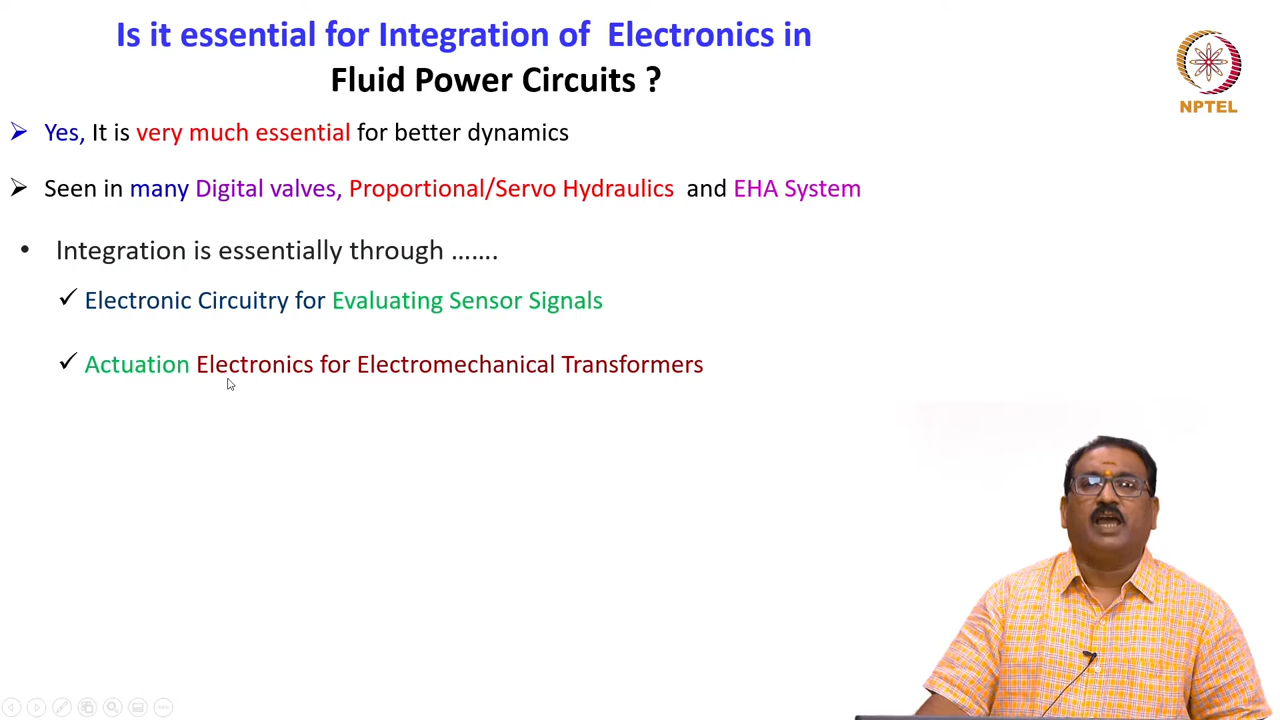 Is it essential for Integration of Electronics in
Fluid Power Circuits ?
NPTEL
➢ Yes, It is very much essential for better dynamics
➢ Seen in many Digital valves, Proportional/Servo Hydraulics and EHA System
• Integration is essentially through …….
✓ Electronic Circuitry for Evaluating Sensor Signals
✓ Actuation Electronics for Electromechanical Transformers